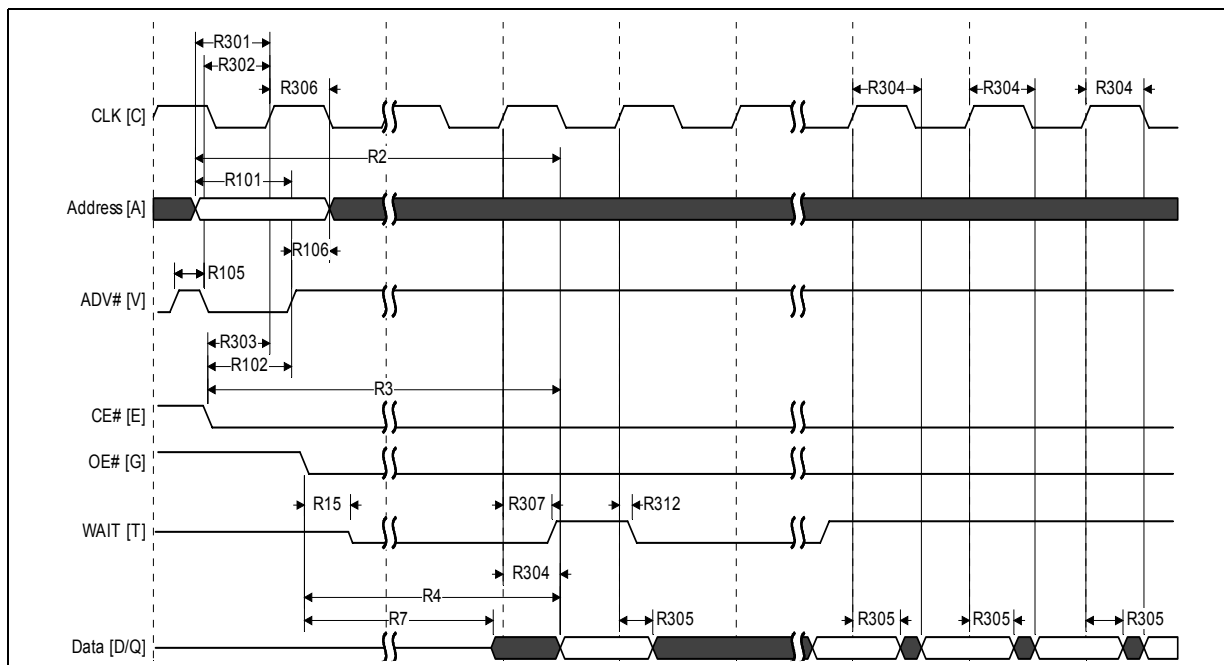 R301
R302
R306
R304
R304
R304
CLK [C]
R2
R101
Address [A]
R106
R105
ADV# [V]
R303
R102
R3
CE# [E]
OE# [G]
R15
R307
R312
WAIT [T]
R304
R4
R7
R305
R305
R305
R305
Data [D/Q]